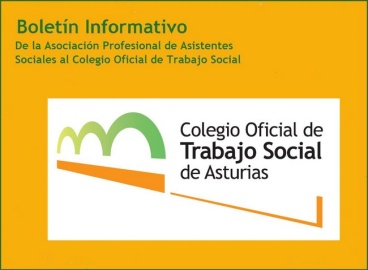 Boletín Informativo
De la Asociación Profesional de Asistentes
Sociales al Colegio Oficial de Trabajo Social
Colegio Oficial de
Trabajo Social
de Asturias